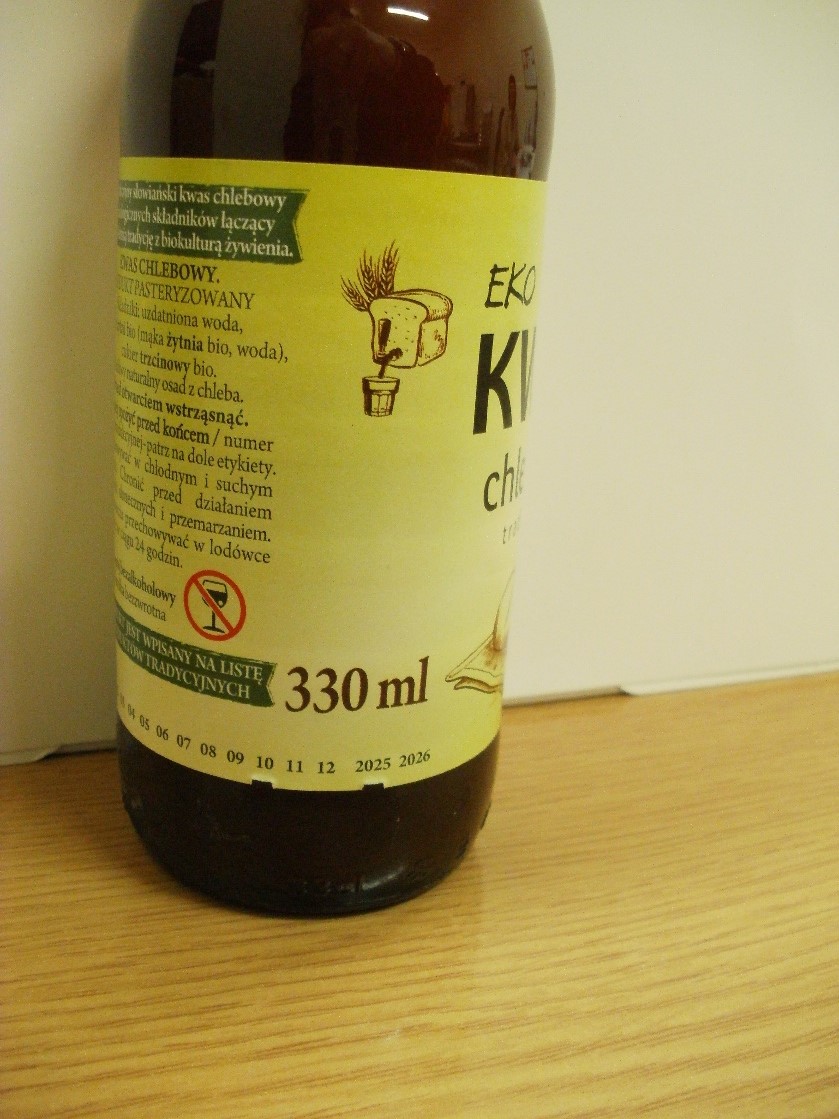 słowiański kwas chlebowy
składników łączący
tradycję z biokulturą żywienia.
KWAS CHLEBOWY.
PASTERYZOWANY
uzdatniona woda,
bio (mąka żytnia bio, woda),
trzcinowy bio.
naturalny osad z chleba.
otwarciem wstrząsnąć.
przed końcem / numer
patrz na dole etykiety.
w chłodnym i suchym
Chronić przed działaniem
i przemarzaniem.
przechowywać w lodówce
24 godzin.
bezalkoholowy
bezzwrotna
JEST WPISANY NA LISTĘ
TRADYCYJNYCH
330 ml
04 05 06 07 08 09 10 11 12 2025 2026
EKO
KW
chle
tra